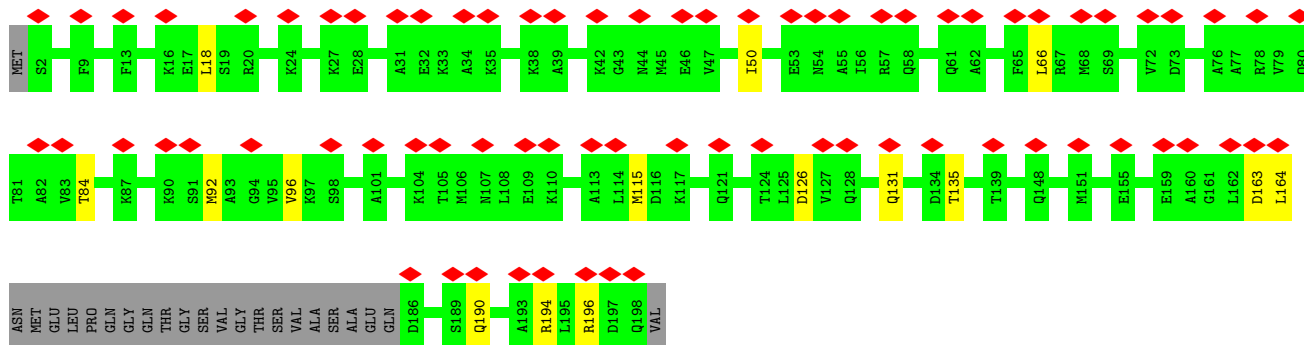 MET S2 F9 F13 K16 E17 L18 S19 R20 K24 K27 E28 A31 E32 K33 A34 K35 K38 A39 K42 G43 N44 M45 E46 V47 I50 E53 N54 A55 I56 R57 Q58 Q61 A62 F65 L66 R67 M68 S69 V72 D73 A76 A77 R78 V79 Q80
T81 A82 V83 T84 K87 K90 S91 M92 A93 G94 V95 V96 K97 S98 A101 K104 T105 M106 N107 L108 E109 K110 A113 L114 M115 D116 K117 Q121 T124 L125 D126 V127 Q128 Q131 D134 T135 T139 Q148 M151 E155 E159 A160 G161 L162 D163 L164
ASN MET GLU LEU PRO GLN GLY GLN THR GLY SER VAL GLY THR SER VAL ALA SER ALA GLU GLN D186 S189 Q190 A193 R194 L195 R196 D197 Q198 VAL